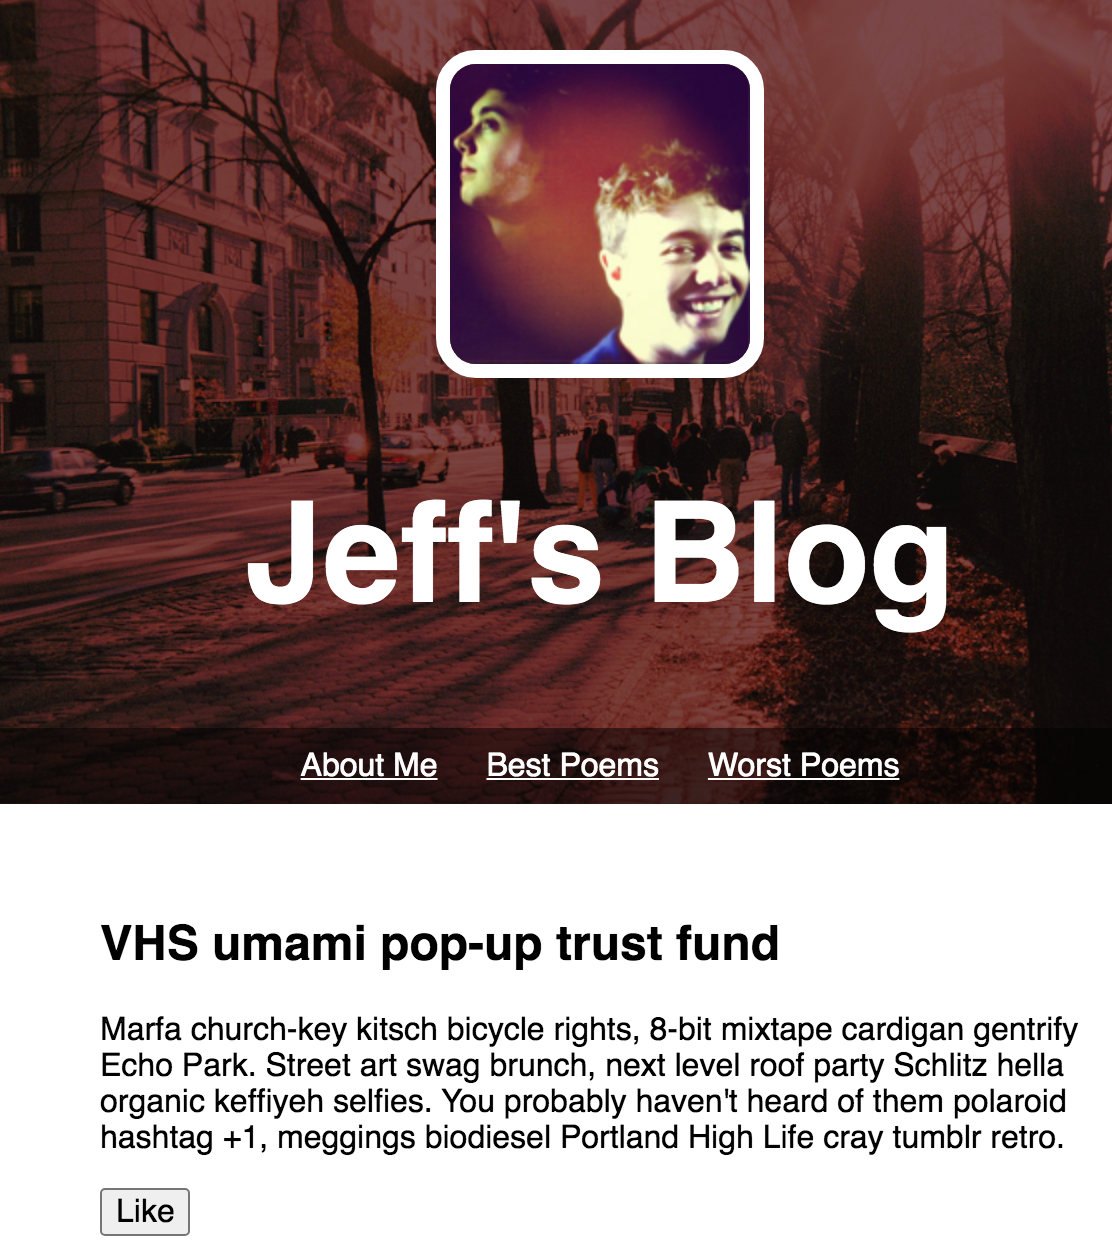 Jeff's Blog
About Me Best Poems Worst Poems
VHS umami pop-up trust fund
Marfa church-key kitsch bicycle rights, 8-bit mixtape cardigan gentrify
Echo Park. Street art swag brunch, next level roof party Schlitz hella
organic keffiyeh selfies. You probably haven't heard of them polaroid
hashtag +1, meggings biodiesel Portland High Life cray tumblr retro.
Like